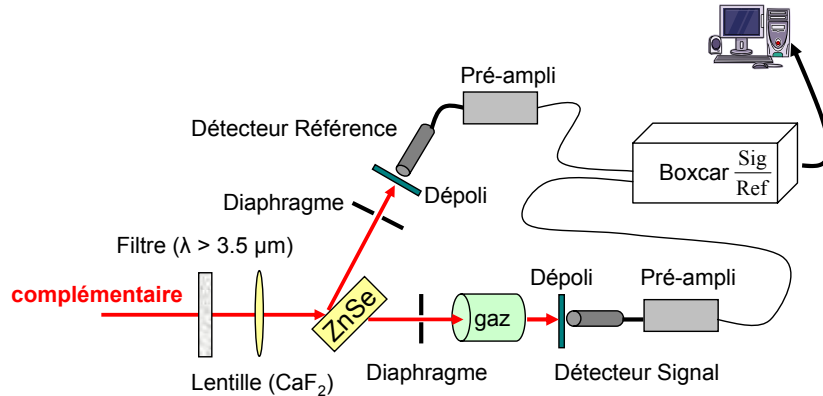 Pré-ampli
Détecteur Référence
Boxcar Sig
Ref
Dépoli
Diaphragme
Filtre (λ > 3.5 µm)
complémentaire
ZnSe
gaz
Dépoli
Pré-ampli
Lentille (CaF₂)
Diaphragme
Détecteur Signal